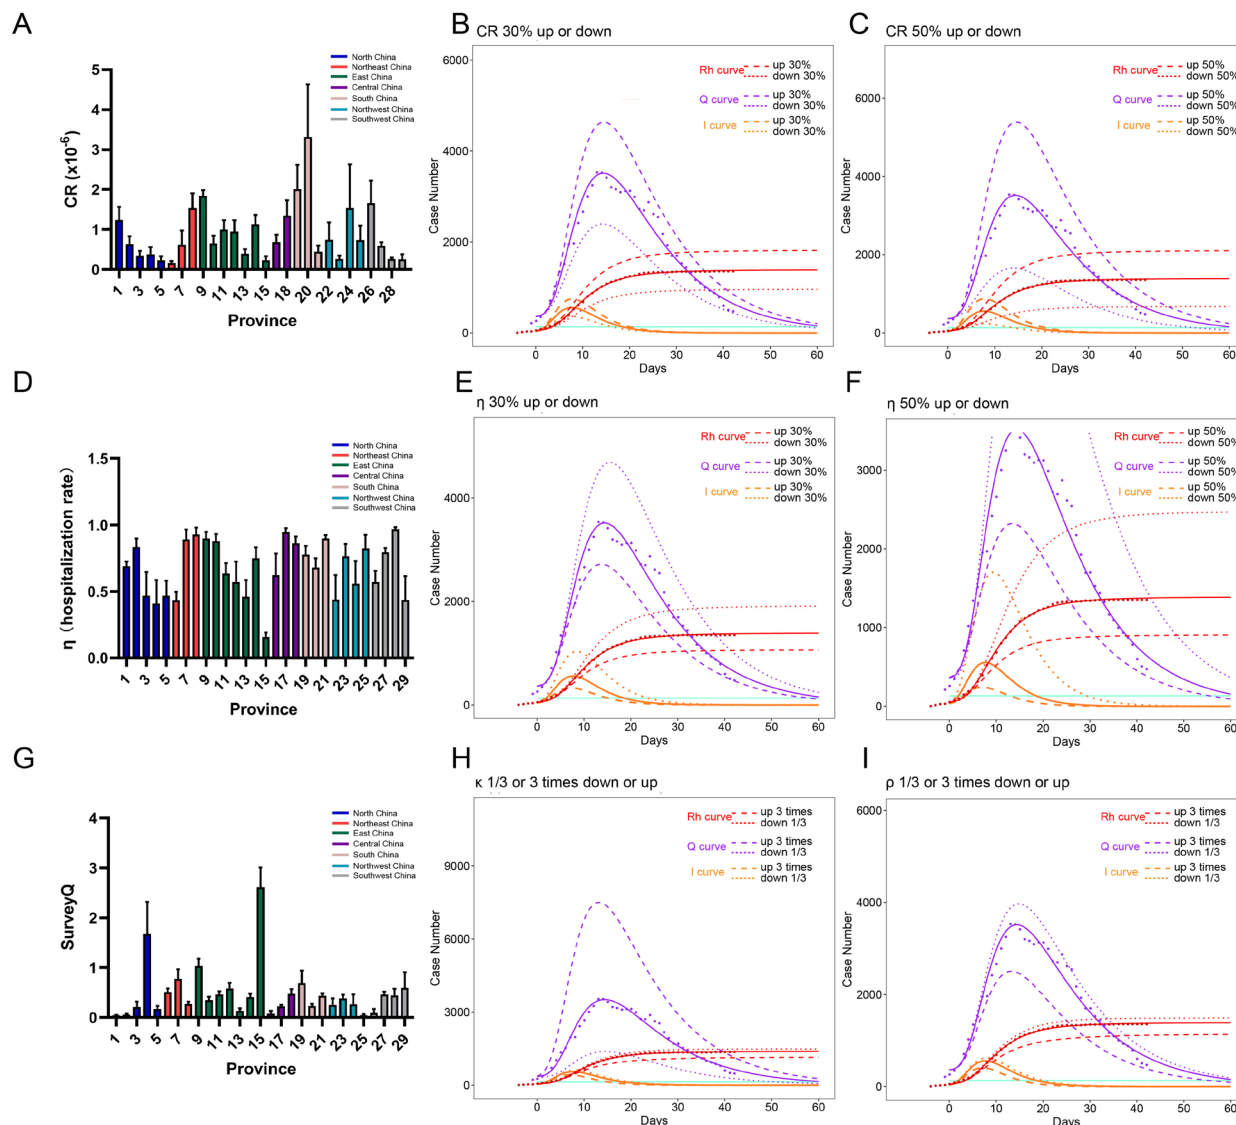 A
North China
Northeast China
East China
Central China
South China
Northwest China
Southwest China
CR (x10-6)
5
4
3
2
1
0
1 3 5 7 9 11 13 15 18 20 22 24 26 28
Province
B
CR 30% up or down
Rh curve up 30%
down 30%
Q curve up 30%
down 30%
I curve up 30%
down 30%
Case Number
6000
4000
2000
0
0 10 20 30 40 50 60
Days
C
CR 50% up or down
Rh curve up 50%
down 50%
Q curve up 50%
down 50%
I curve up 50%
down 50%
Case Number
6000
4000
2000
0
0 10 20 30 40 50 60
Days
D
North China
Northeast China
East China
Central China
South China
Northwest China
Southwest China
η (hospitalization rate)
1.5
1.0
0.5
0.0
1 3 5 7 9 11 13 15 17 19 21 23 25 27 29
Province
E
η 30% up or down
Rh curve up 30%
down 30%
Q curve up 30%
down 30%
I curve up 30%
down 30%
Case Number
4000
2000
0
0 10 20 30 40 50 60
Days
F
η 50% up or down
Rh curve up 50%
down 50%
Q curve up 50%
down 50%
I curve up 50%
down 50%
Case Number
3000
2000
1000
0
0 10 20 30 40 50 60
Days
G
North China
Northeast China
East China
Central China
South China
Northwest China
Southwest China
SurveyQ
4
3
2
1
0
1 3 5 7 9 11 13 15 17 19 21 23 25 27 29
Province
H
κ 1/3 or 3 times down or up
Rh curve up 3 times
down 1/3
Q curve up 3 times
down 1/3
I curve up 3 times
down 1/3
Case Number
9000
6000
3000
0
0 10 20 30 40 50 60
Days
I
ρ 1/3 or 3 times down or up
Rh curve up 3 times
down 1/3
Q curve up 3 times
down 1/3
I curve up 3 times
down 1/3
Case Number
6000
4000
2000
0
0 10 20 30 40 50 60
Days